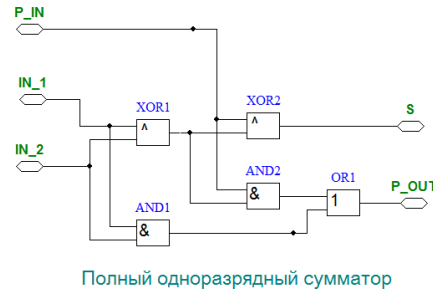 P_IN
IN_1
XOR1
^
XOR2
^
S
IN_2
AND2
&
OR1
1
P_OUT
AND1
&
Полный одноразрядный сумматор